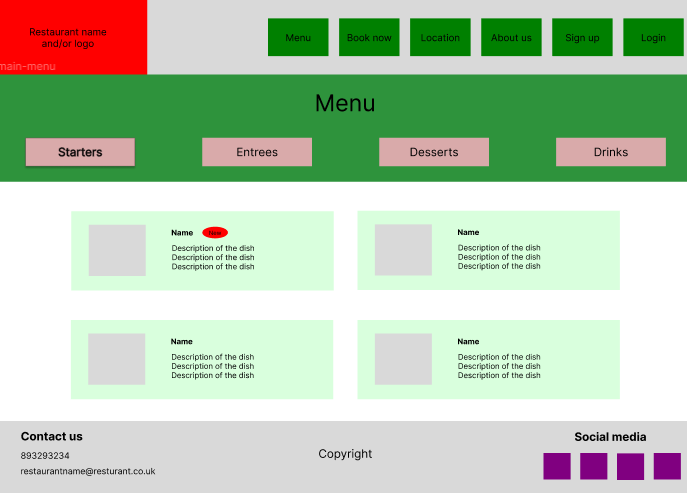 Restaurant name
and/or logo
main-menu
Menu
Book now
Location
About us
Sign up
Login
Menu
Starters
Entrees
Desserts
Drinks
Name
New
Description of the dish
Description of the dish
Description of the dish
Name
Description of the dish
Description of the dish
Description of the dish
Name
Description of the dish
Description of the dish
Description of the dish
Name
Description of the dish
Description of the dish
Description of the dish
Contact us
893293234
restaurantname@resturant.co.uk
Copyright
Social media